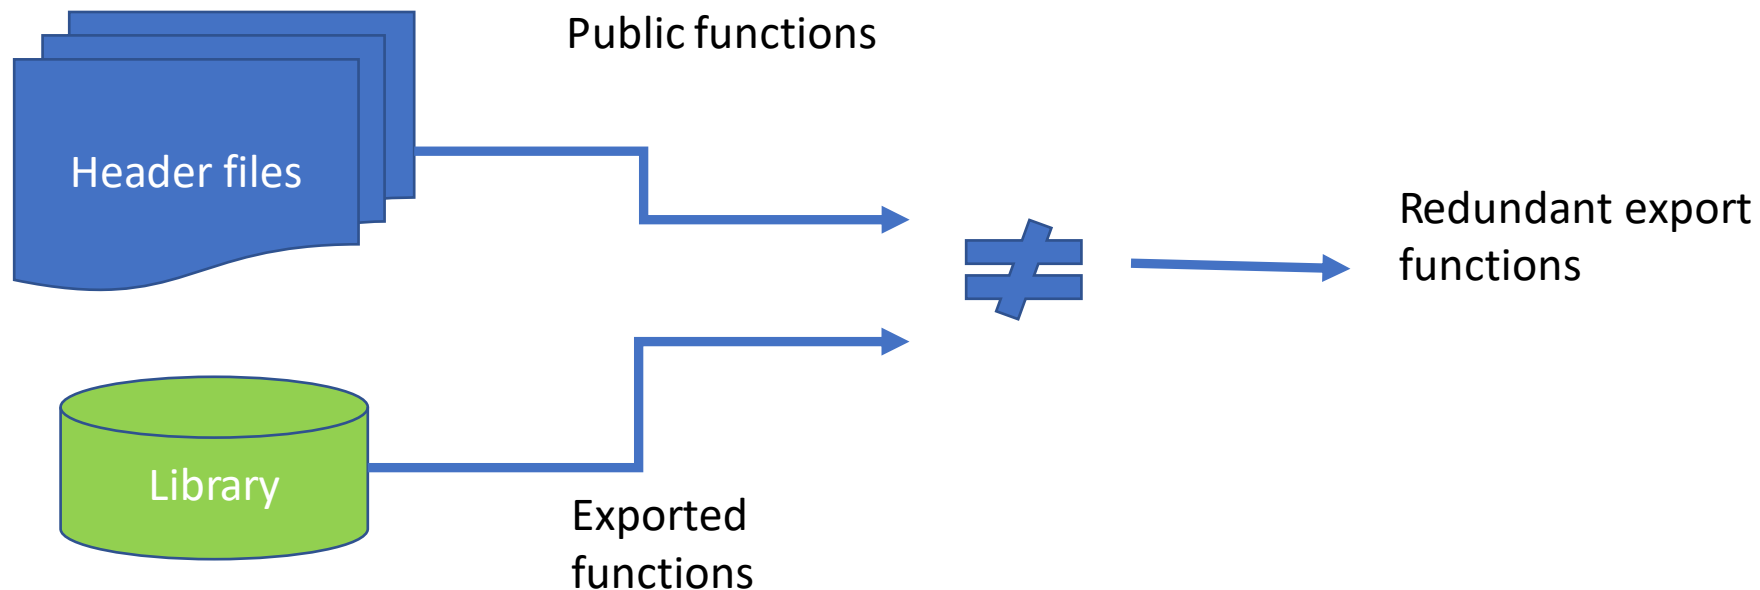 Public functions
Header files
Redundant export
functions
Library
Exported
functions